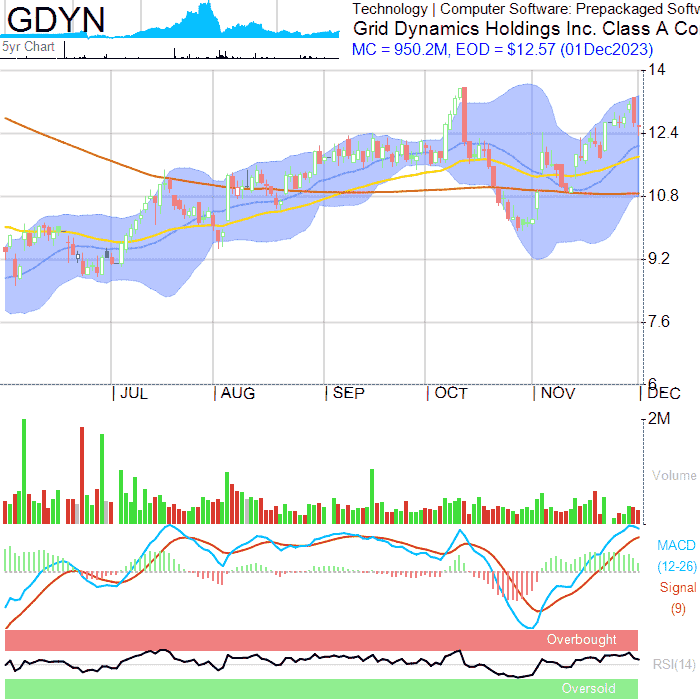 GDYN
5yr Chart
Technology | Computer Software: Prepackaged Softw
Grid Dynamics Holdings Inc. Class A Co
MC = 950.2M, EOD = $12.57 (01Dec2023)
14
12.4
10.8
9.2
7.6
6
JUL AUG SEP OCT NOV DEC
2M
Volume
MACD
(12-26)
Signal
(9)
Overbought
RSI(14)
Oversold